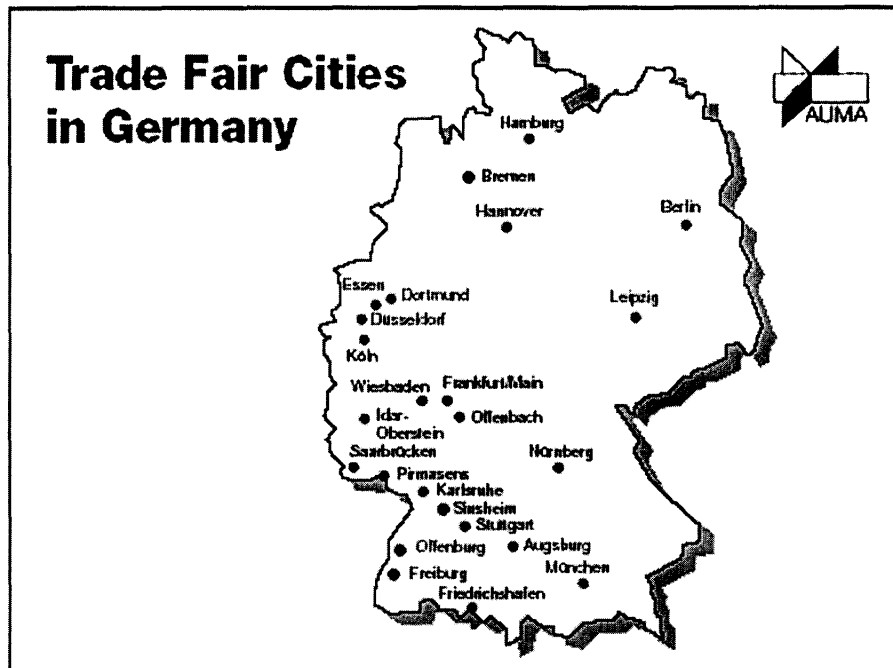 Trade Fair Cities
in Germany
AUMA
Hamburg
Bremen
Hannover
Berlin
Essen
Dortmund
Leipzig
Düsseldorf
Köln
Wiesbaden
Frankfurt/Main
Idar-
Oberstein
Offenbach
Saarbrücken
Nürnberg
Pirmasens
Karlsruhe
Sinsheim
Stuttgart
Offenburg
Augsburg
Freiburg
München
Friedrichshafen